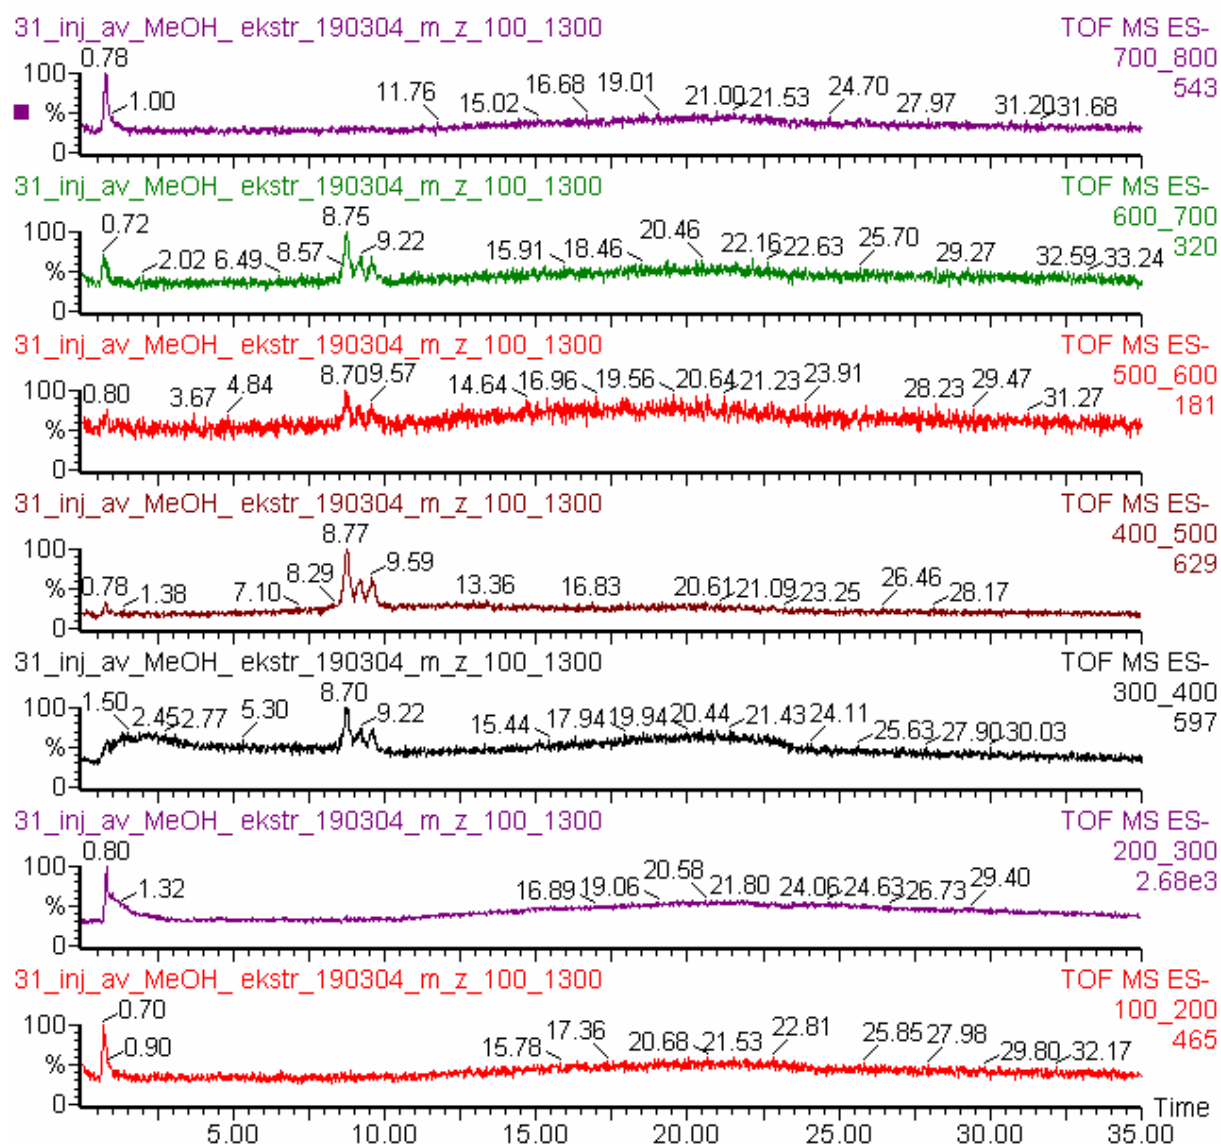 31_inj_av_MeOH_ ekstr_190304_m_z_100_1300 TOF MS ES-
0.78 700_800
100 1.00 11.76 15.02 16.68 19.01 21.00 21.53 24.70 27.97 31.20 31.68 543
%
0
31_inj_av_MeOH_ ekstr_190304_m_z_100_1300 TOF MS ES-
8.75 600_700
100 0.72 2.02 6.49 8.57 9.22 15.91 18.46 20.46 22.16 22.63 25.70 29.27 32.59 33.24 320
%
0
31_inj_av_MeOH_ ekstr_190304_m_z_100_1300 TOF MS ES-
500_600
100 0.80 3.67 4.84 8.70 9.57 14.64 16.96 19.56 20.64 21.23 23.91 28.23 29.47 31.27 181
%
0
31_inj_av_MeOH_ ekstr_190304_m_z_100_1300 TOF MS ES-
8.77 400_500
100 0.78 1.38 7.10 8.29 9.59 13.36 16.83 20.61 21.09 23.25 26.46 28.17 629
%
0
31_inj_av_MeOH_ ekstr_190304_m_z_100_1300 TOF MS ES-
8.70 300_400
100 1.50 2.45 2.77 5.30 9.22 15.44 17.94 19.94 20.44 21.43 24.11 25.63 27.90 30.03 597
%
0
31_inj_av_MeOH_ ekstr_190304_m_z_100_1300 TOF MS ES-
0.80 200_300
100 1.32 16.89 19.06 20.58 21.80 24.06 24.63 26.73 29.40 2.68e3
%
0
31_inj_av_MeOH_ ekstr_190304_m_z_100_1300 TOF MS ES-
0.70 100_200
100 0.90 15.78 17.36 20.68 21.53 22.81 25.85 27.98 29.80 32.17 465
%
0 Time
5.00 10.00 15.00 20.00 25.00 30.00 35.00